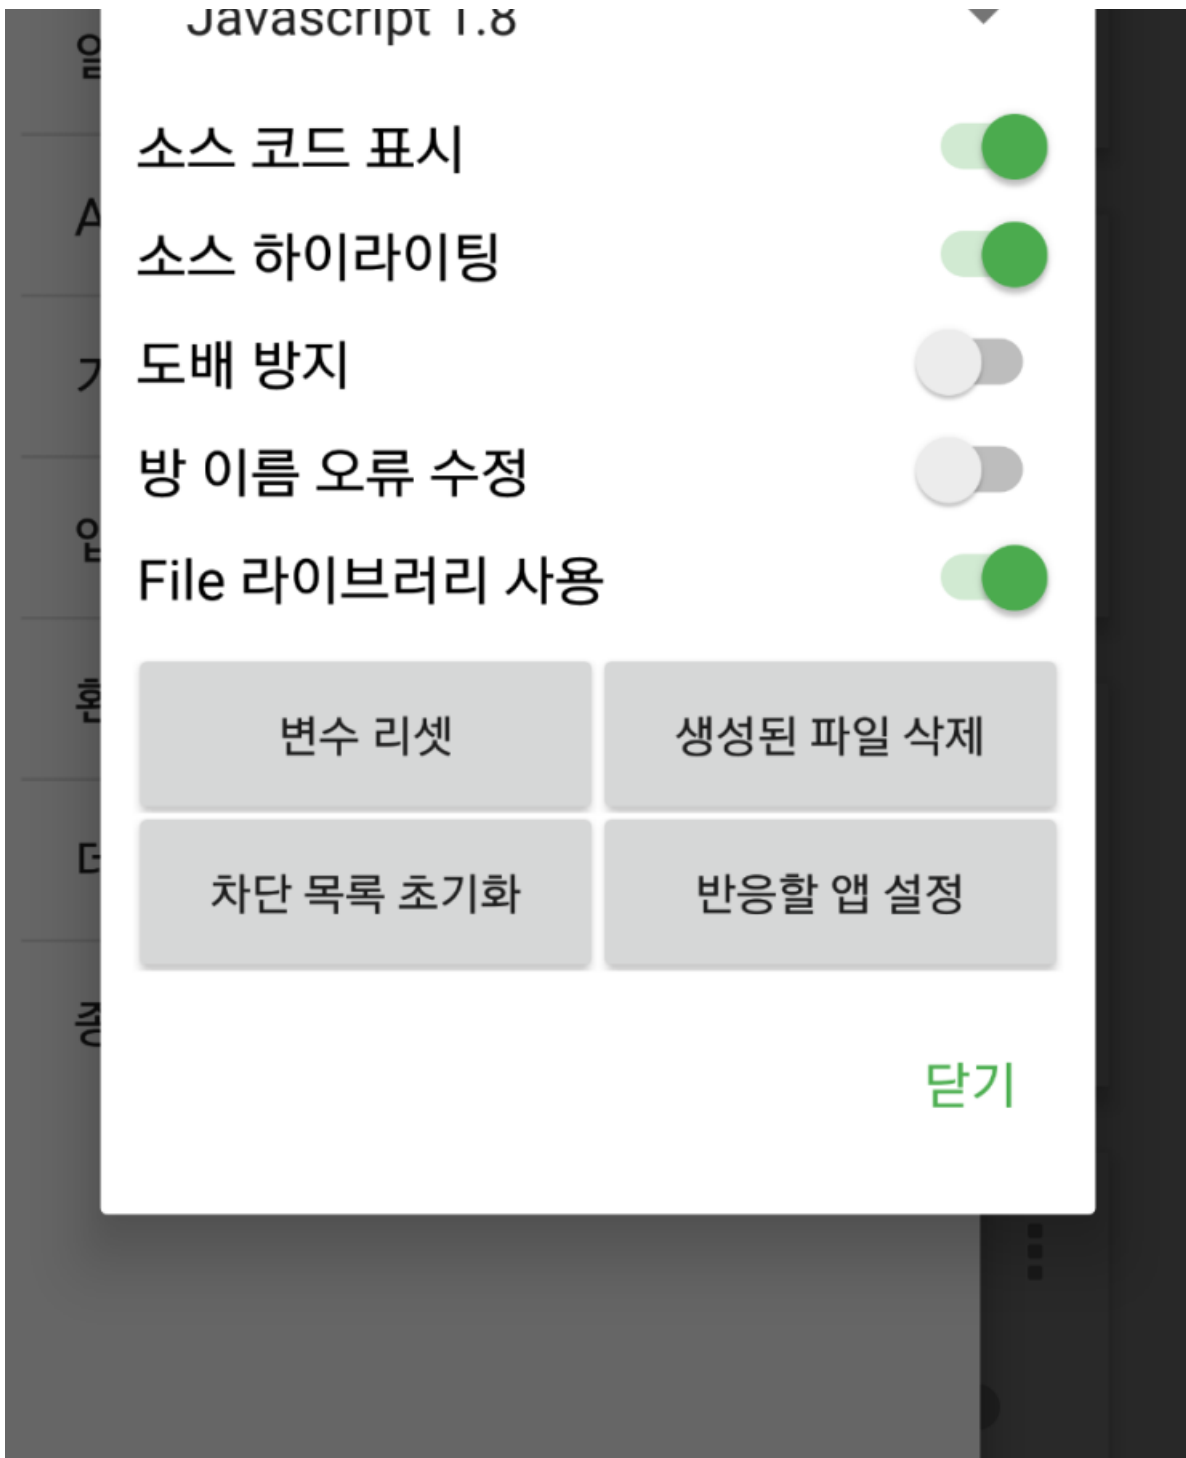 Javascript 1.8
소스 코드 표시
소스 하이라이팅
도배 방지
방 이름 오류 수정
File 라이브러리 사용
변수 리셋
생성된 파일 삭제
차단 목록 초기화
반응할 앱 설정
닫기